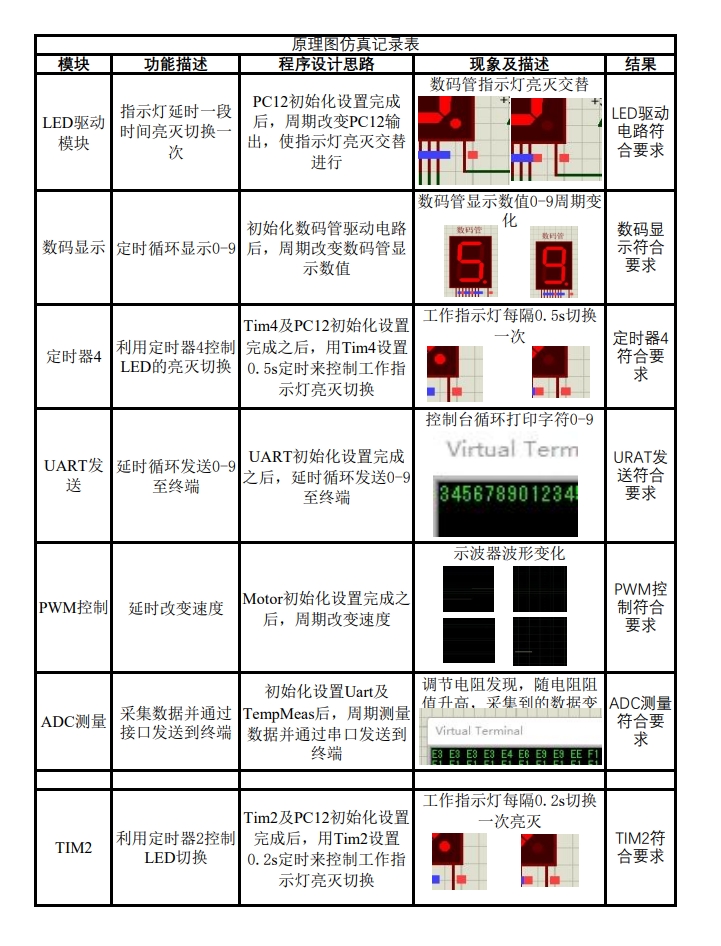 原理图仿真记录表
模块 功能描述 程序设计思路 现象及描述 结果
LED驱动
模块
指示灯延时一段
时间亮灭切换一
次
PC12初始化设置完成
后，周期改变PC12输
出，使指示灯亮灭交替
进行
数码管指示灯亮灭交替
LED驱动
电路符
合要求
数码显示
定时循环显示0-9
初始化数码管驱动电路
后，周期改变数码管显
示数值
数码管显示数值0-9周期变
化
数码管
5
数码管
9
数码显
示符合
要求
定时器4
利用定时器4控制
LED的亮灭切换
Tim4及PC12初始化设置
完成之后，用Tim4设置
0.5s定时来控制工作指
示灯亮灭切换
工作指示灯每隔0.5s切换
一次
定时器4
符合要
求
UART发
送
延时循环发送0-9
至终端
UART初始化设置完成
之后，延时循环发送0-9
至终端
控制台循环打印字符0-9
Virtual Term
345678901234
URAT发
送符合
要求
PWM控制
延时改变速度
Motor初始化设置完成之
后，周期改变速度
示波器波形变化
PWM控
制符合
要求
ADC测量
采集数据并通过
接口发送到终端
初始化设置Uart及
TempMeas后，周期测量
数据并通过串口发送到
终端
调节电阻发现，随电阻阻
值升高，采集到的数据变
Virtual Terminal
E3 E3 E3 E3 E4 E6 E9 E9 EE F1
ADC测量
符合要
求
TIM2
利用定时器2控制
LED切换
Tim2及PC12初始化设置
完成后，用Tim2设置
0.2s定时来控制工作指
示灯亮灭切换
工作指示灯每隔0.2s切换
一次亮灭
TIM2符
合要求